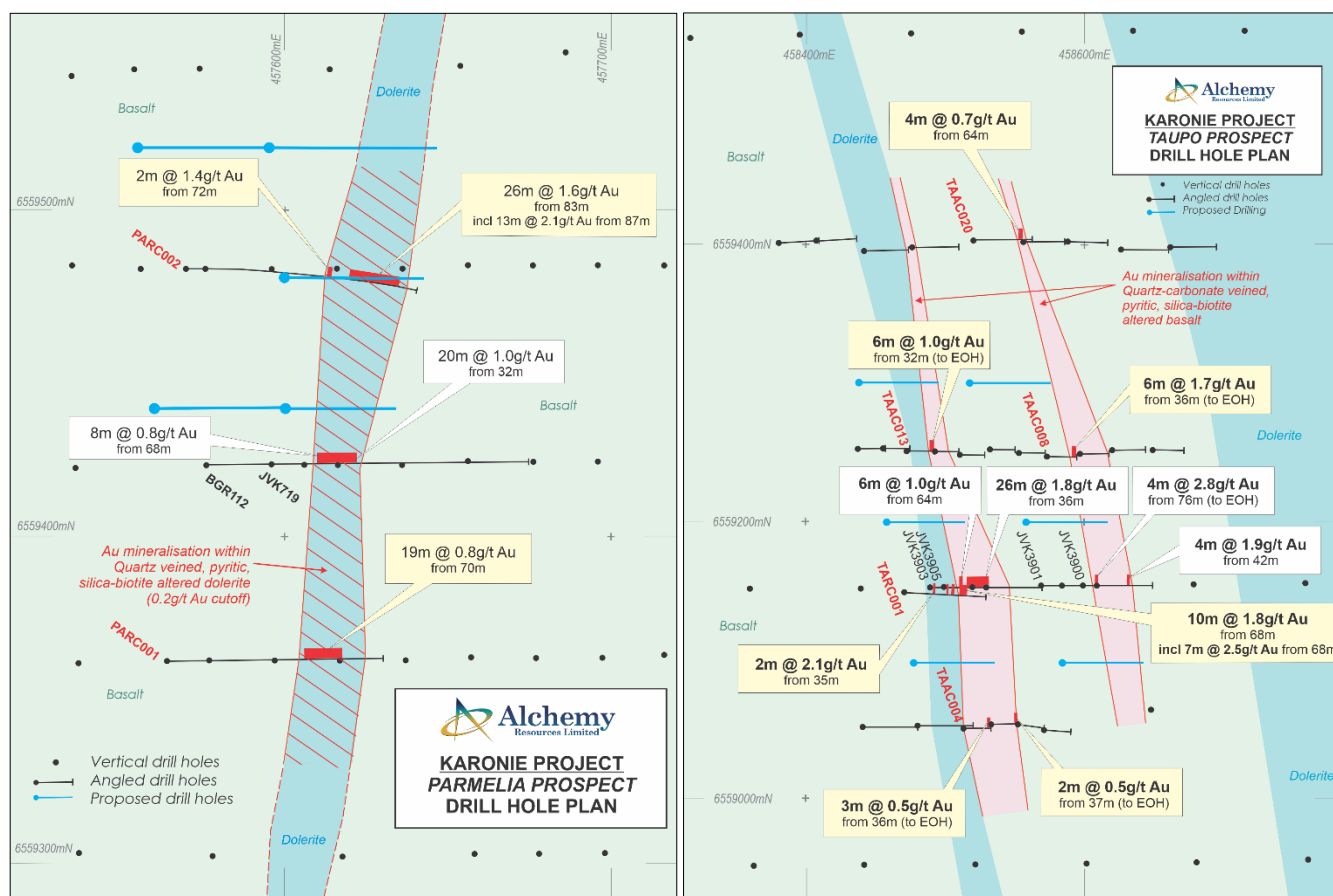 457600mE
457700mE
Dolerite
Basalt
2m @ 1.4g/t Au
from 72m
26m @ 1.6g/t Au
from 83m
incl 13m @ 2.1g/t Au from 87m
6559500mN
PARC002
20m @ 1.0g/t Au
from 32m
Basalt
8m @ 0.8g/t Au
from 68m
BGR112
JVK719
6559400mN
19m @ 0.8g/t Au
from 70m
Au mineralisation within
Quartz veined, pyritic,
silica-biotite altered dolerite
(0.2g/t Au cutoff)
PARC001
Basalt
Alchemy
Resources Limited
KARONIE PROJECT
PARMELIA PROSPECT
DRILL HOLE PLAN
Vertical drill holes
Angled drill holes
Proposed drill holes
Dolerite
6559300mN
458400mE
458600mE
Alchemy
Resources Limited
KARONIE PROJECT
TAUPO PROSPECT
DRILL HOLE PLAN
Vertical drill holes
Angled drill holes
Proposed Drilling
4m @ 0.7g/t Au
from 64m
Dolerite
Basalt
TAAC020
6559400mN
Au mineralisation within
Quartz-carbonate veined,
pyritic, silica-biotite
altered basalt
6m @ 1.0g/t Au
from 32m (to EOH)
6m @ 1.7g/t Au
from 36m (to EOH)
TAAC013
TAAC008
Dolerite
6m @ 1.0g/t Au
from 64m
26m @ 1.8g/t Au
from 36m
4m @ 2.8g/t Au
from 76m (to EOH)
6559200mN
JVK3903
JVK3905
JVK3901
JVK3900
4m @ 1.9g/t Au
from 42m
TARC001
10m @ 1.8g/t Au
from 68m
incl 7m @ 2.5g/t Au from 68m
Basalt
2m @ 2.1g/t Au
from 35m
TAAC004
Dolerite
6559000mN
3m @ 0.5g/t Au
from 36m (to EOH)
2m @ 0.5g/t Au
from 37m (to EOH)